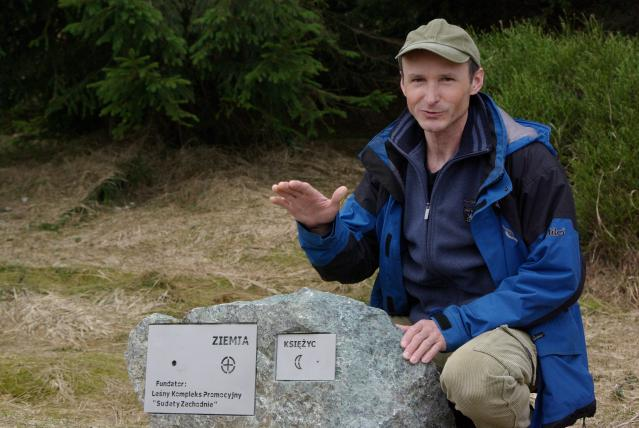 ZIEMIA
Fundator:
Leśny Kompleks Promocyjny
"Sudety Zachodnie"
KSIĘŻYC